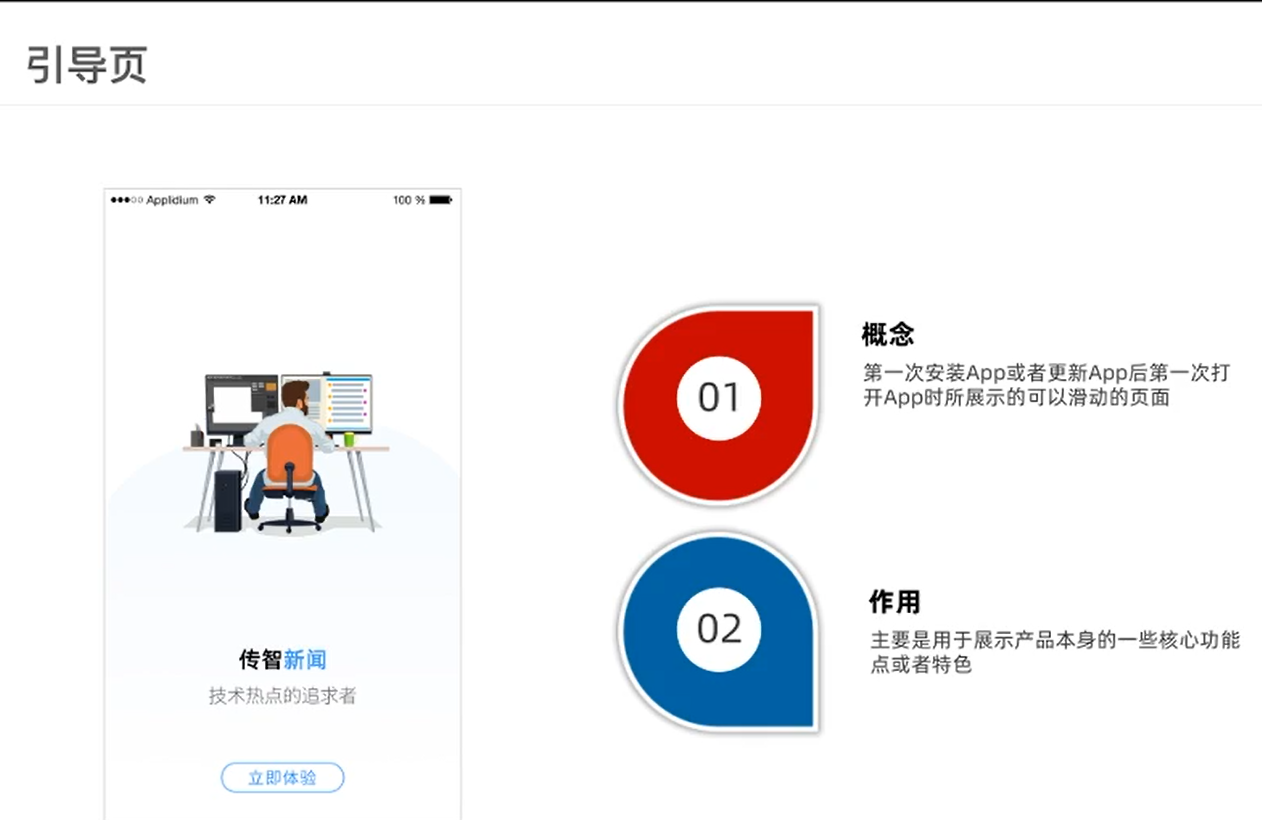 引导页
●●●○○ Applidium 11:27 AM 100 %
传智新闻
技术热点的追求者
立即体验
01
概念
第一次安装App或者更新App后第一次打
开App时所展示的可以滑动的页面
02
作用
主要是用于展示产品本身的一些核心功能
点或者特色